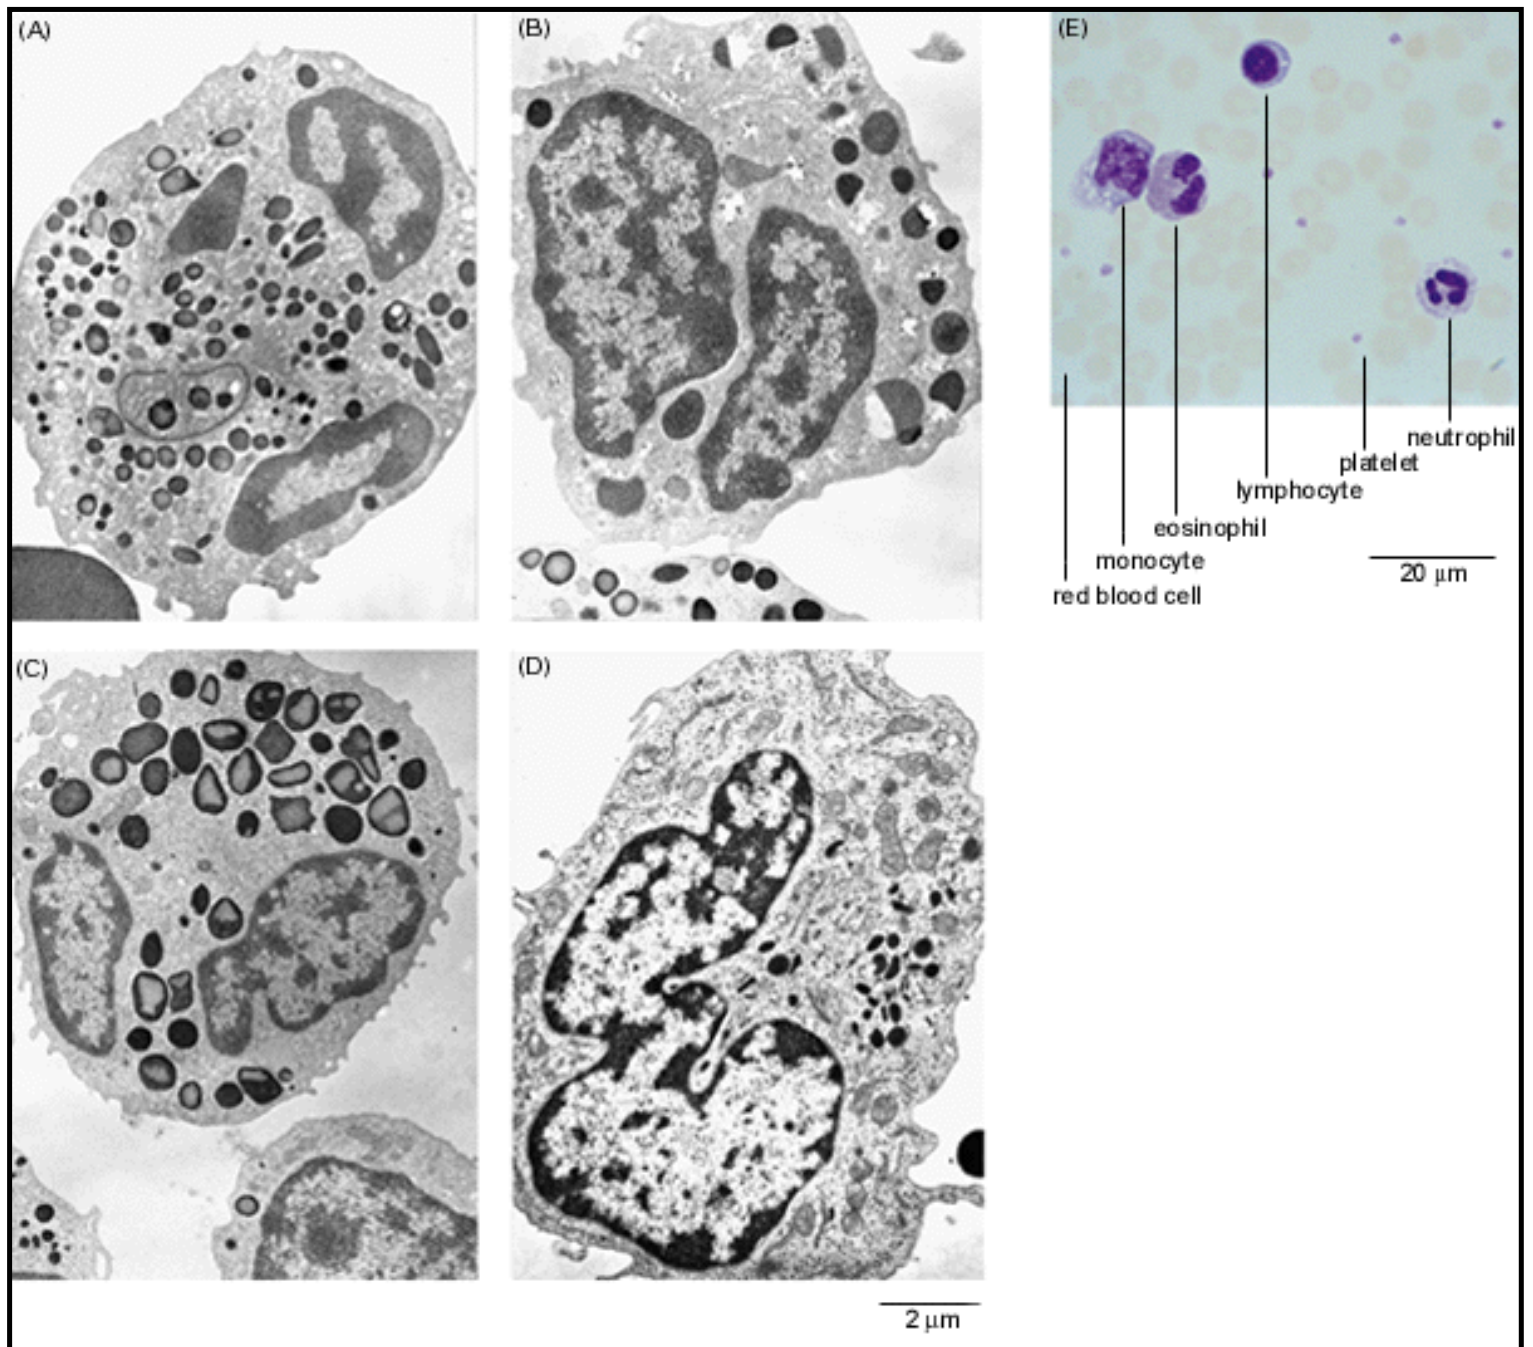 (A)
(B)
(E)
neutrophil
platelet
lymphocyte
eosinophil
monocyte
20 μm
red blood cell
(C)
(D)
2 μm